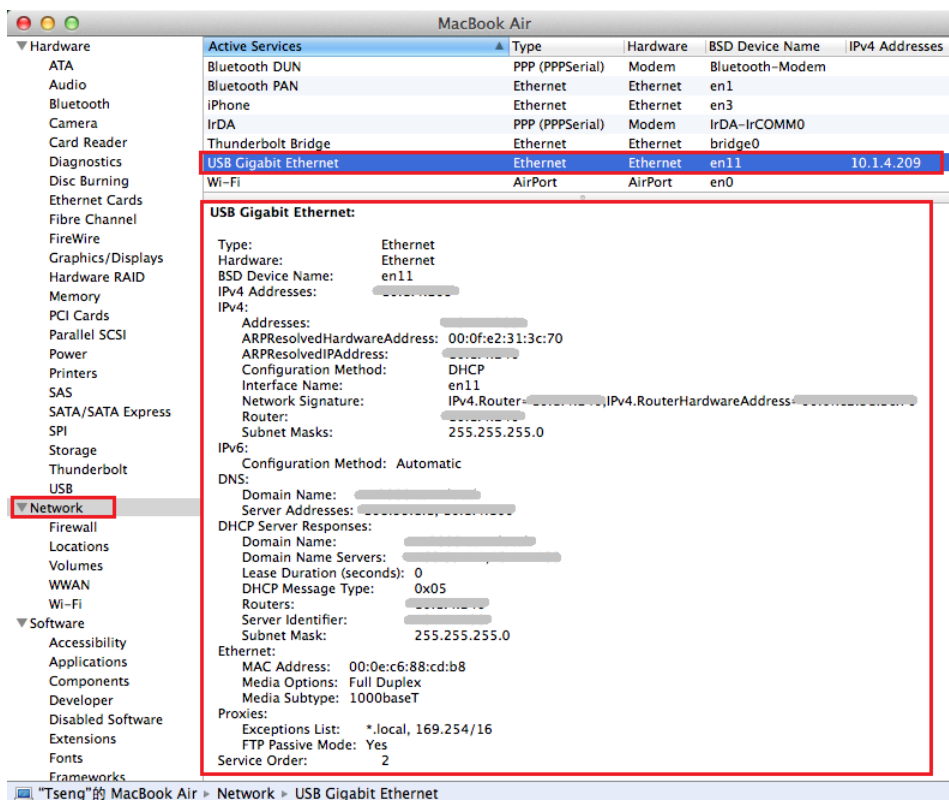 MacBook Air
Hardware
ATA
Audio
Bluetooth
Camera
Card Reader
Diagnostics
Disc Burning
Ethernet Cards
Fibre Channel
FireWire
Graphics/Displays
Hardware RAID
Memory
PCI Cards
Parallel SCSI
Power
Printers
SAS
SATA/SATA Express
SPI
Storage
Thunderbolt
USB
Network
Firewall
Locations
Volumes
WWAN
Wi-Fi
Software
Accessibility
Applications
Components
Developer
Disabled Software
Extensions
Fonts
Frameworks
Active Services Type Hardware BSD Device Name IPv4 Addresses
Bluetooth DUN PPP (PPPSerial) Modem Bluetooth-Modem
Bluetooth PAN Ethernet Ethernet en1
iPhone Ethernet Ethernet en3
IrDA PPP (PPPSerial) Modem IrDA-IrCOMM0
Thunderbolt Bridge Ethernet Ethernet bridge0
USB Gigabit Ethernet Ethernet Ethernet en11 10.1.4.209
Wi-Fi AirPort AirPort en0
USB Gigabit Ethernet:
Type: Ethernet
Hardware: Ethernet
BSD Device Name: en11
IPv4 Addresses:
IPv4:
Addresses:
ARPResolvedHardwareAddress: 00:0f:e2:31:3c:70
ARPResolvedIPAddress:
Configuration Method: DHCP
Interface Name: en11
Network Signature: IPv4.Router= ;IPv4.RouterHardwareAddress=
Router:
Subnet Masks: 255.255.255.0
IPv6:
Configuration Method: Automatic
DNS:
Domain Name:
Server Addresses:
DHCP Server Responses:
Domain Name:
Domain Name Servers:
Lease Duration (seconds): 0
DHCP Message Type: 0x05
Routers:
Server Identifier:
Subnet Mask: 255.255.255.0
Ethernet:
MAC Address: 00:0e:c6:88:cd:b8
Media Options: Full Duplex
Media Subtype: 1000baseT
Proxies:
Exceptions List: *.local, 169.254/16
FTP Passive Mode: Yes
Service Order: 2
"Tseng"的 MacBook Air ▸ Network ▸ USB Gigabit Ethernet